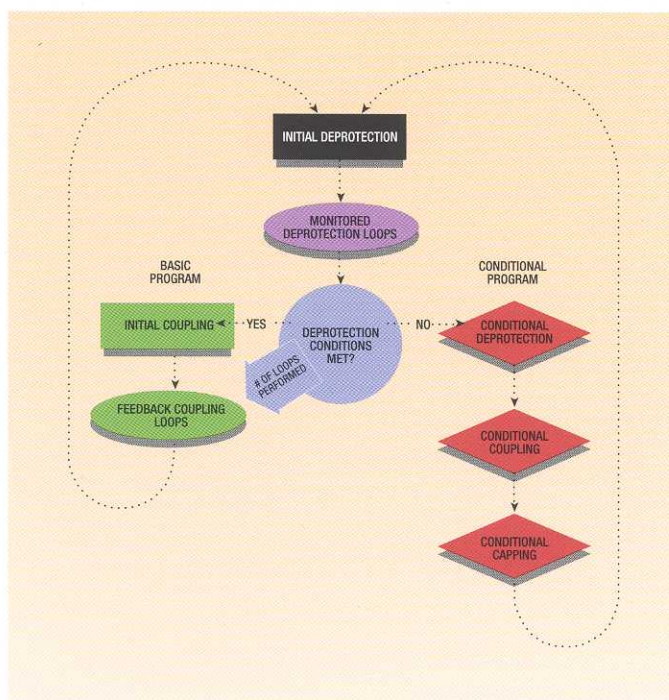 INITIAL DEPROTECTION
MONITORED
DEPROTECTION LOOPS
BASIC
PROGRAM
CONDITIONAL
PROGRAM
INITIAL COUPLING
YES
DEPROTECTION
CONDITIONS
MET?
NO
CONDITIONAL
DEPROTECTION
# OF LOOPS
PERFORMED
FEEDBACK COUPLING
LOOPS
CONDITIONAL
COUPLING
CONDITIONAL
CAPPING